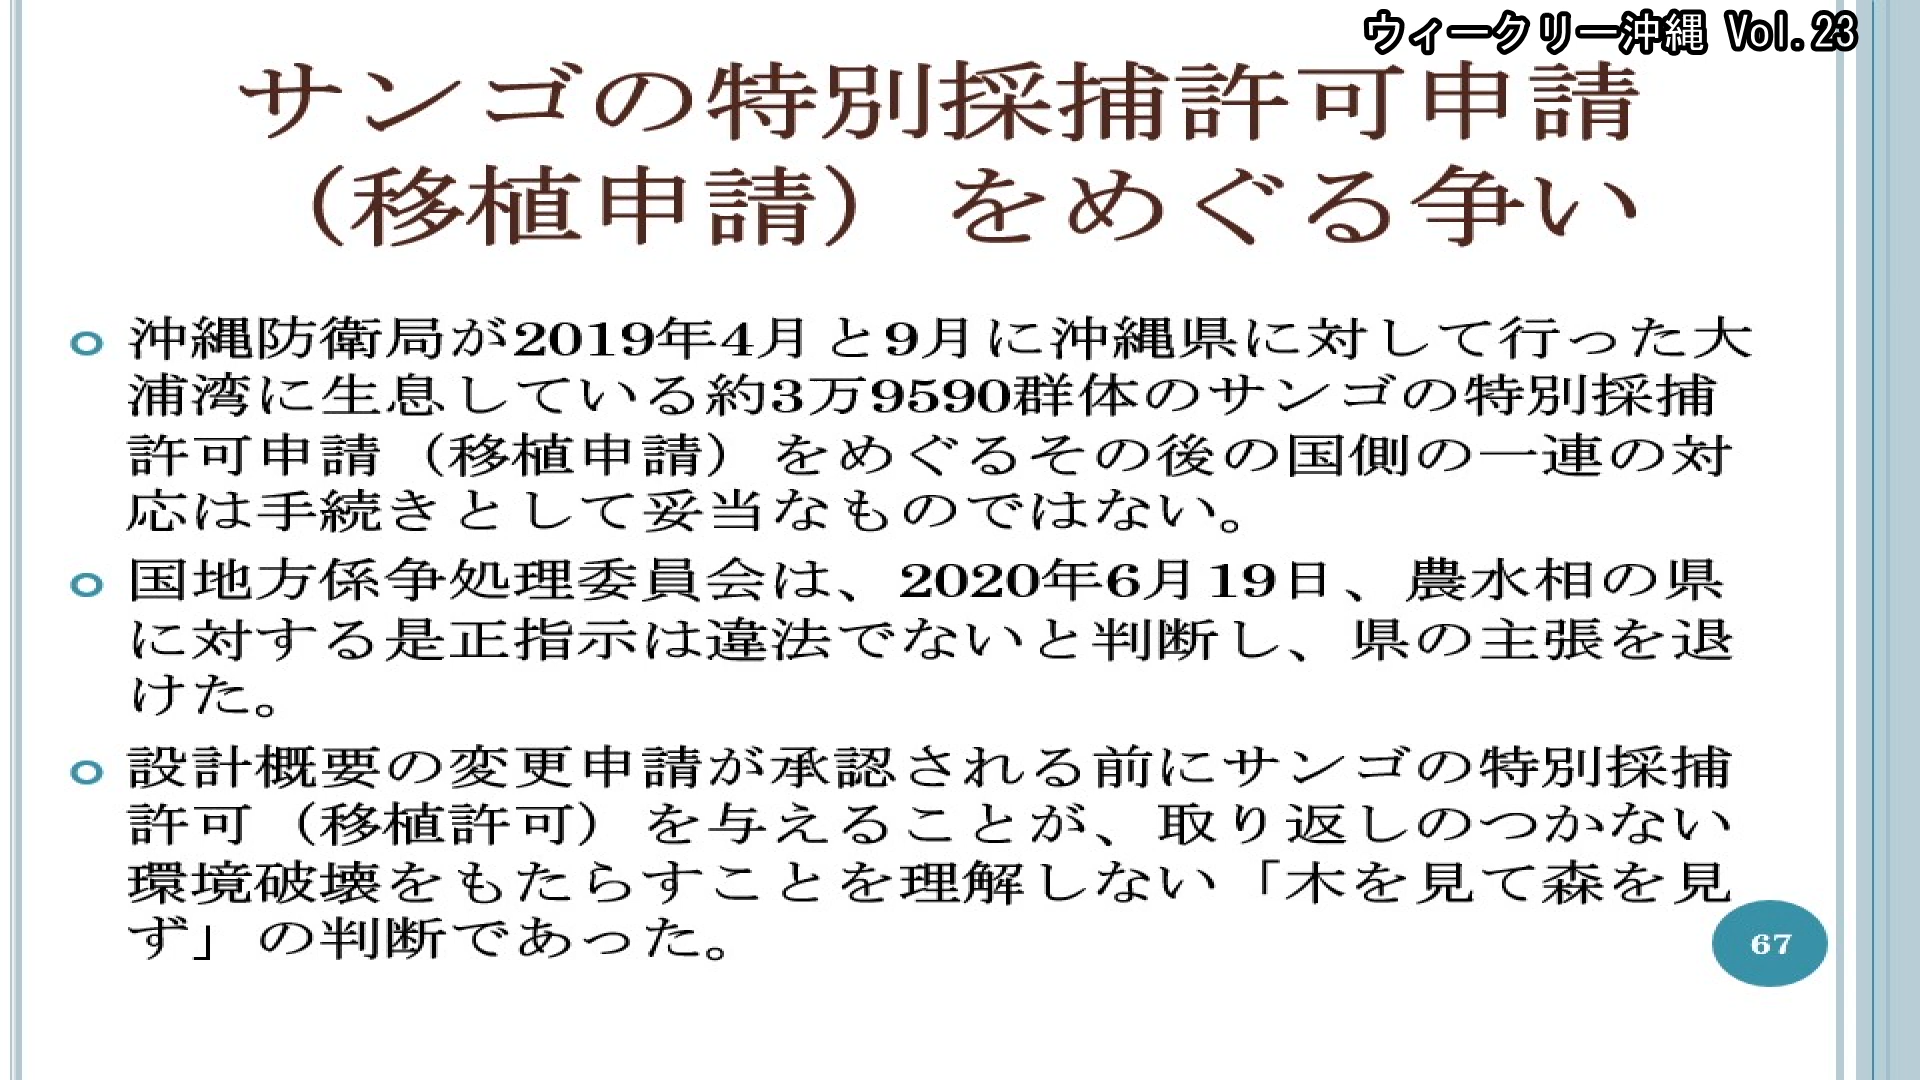 ウィークリー沖縄 Vol.23
サンゴの特別採捕許可申請
（移植申請）をめぐる争い
沖縄防衛局が2019年4月と9月に沖縄県に対して行った大
浦湾に生息している約3万9590群体のサンゴの特別採捕
許可申請（移植申請）をめぐるその後の国側の一連の対
応は手続きとして妥当なものではない。
国地方係争処理委員会は、2020年6月19日、農水相の県
に対する是正指示は違法でないと判断し、県の主張を退
けた。
設計概要の変更申請が承認される前にサンゴの特別採捕
許可（移植許可）を与えることが、取り返しのつかない
環境破壊をもたらすことを理解しない「木を見て森を見
ず」の判断であった。
67